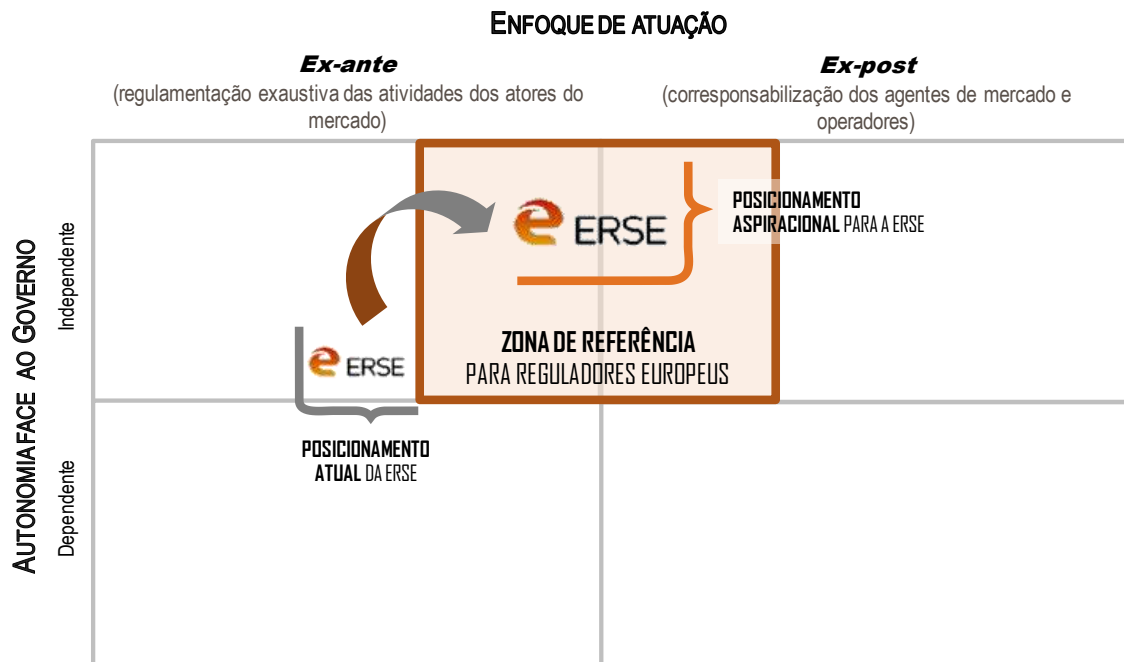 ENFOQUE DE ATUAÇÃO
Ex-ante
(regulamentação exaustiva das atividades dos atores do
mercado)
Ex-post
(corresponsabilização dos agentes de mercado e
operadores)
AUTONOMIA FACE AO GOVERNO
Independente
Dependente
ERSE
POSICIONAMENTO
ASPIRACIONAL PARA A ERSE
ZONA DE REFERÊNCIA
PARA REGULADORES EUROPEUS
ERSE
POSICIONAMENTO
ATUAL DA ERSE